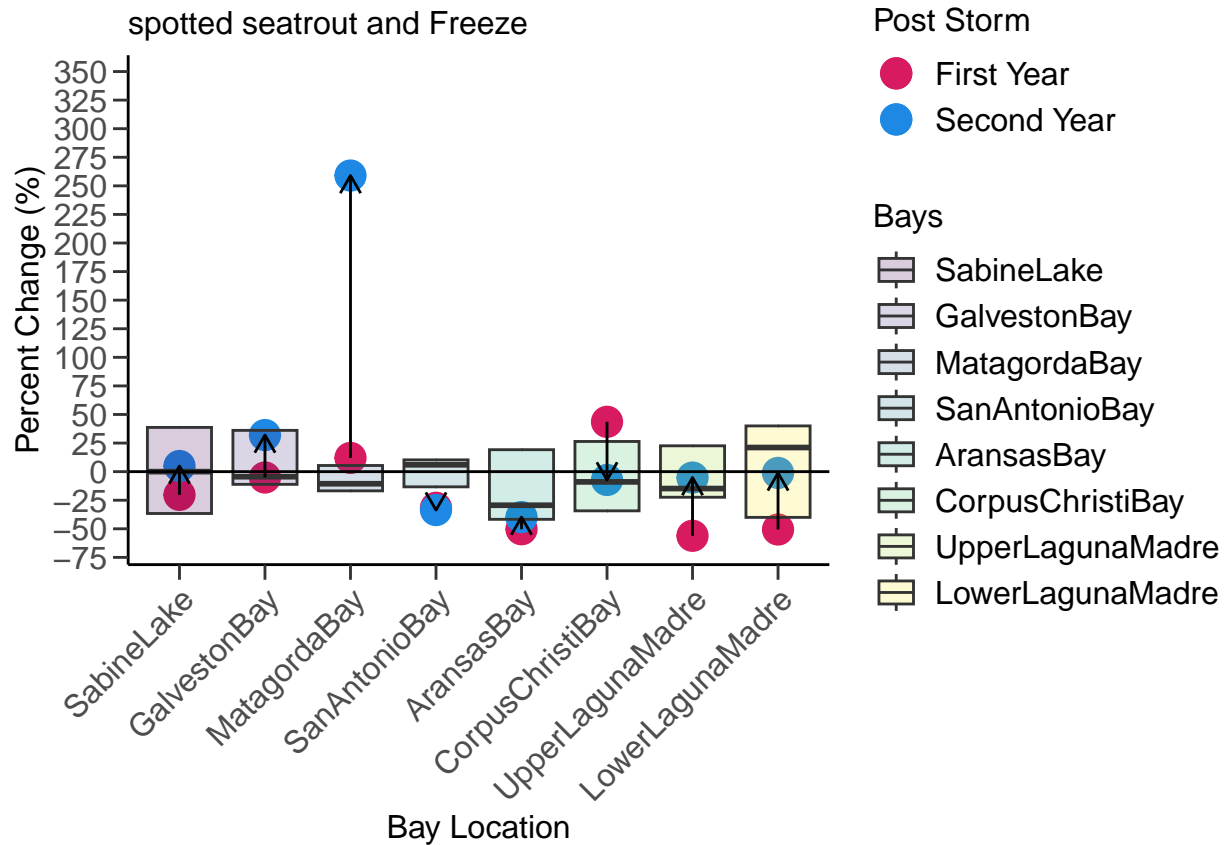 spotted seatrout and Freeze
Percent Change (%)
350
325
300
275
250
225
200
175
150
125
100
75
50
25
0
−25
−50
−75
SabineLake
GalvestonBay
MatagordaBay
SanAntonioBay
AransasBay
CorpusChristiBay
UpperLagunaMadre
LowerLagunaMadre
Bay Location
Post Storm
First Year
Second Year
Bays
SabineLake
GalvestonBay
MatagordaBay
SanAntonioBay
AransasBay
CorpusChristiBay
UpperLagunaMadre
LowerLagunaMadre